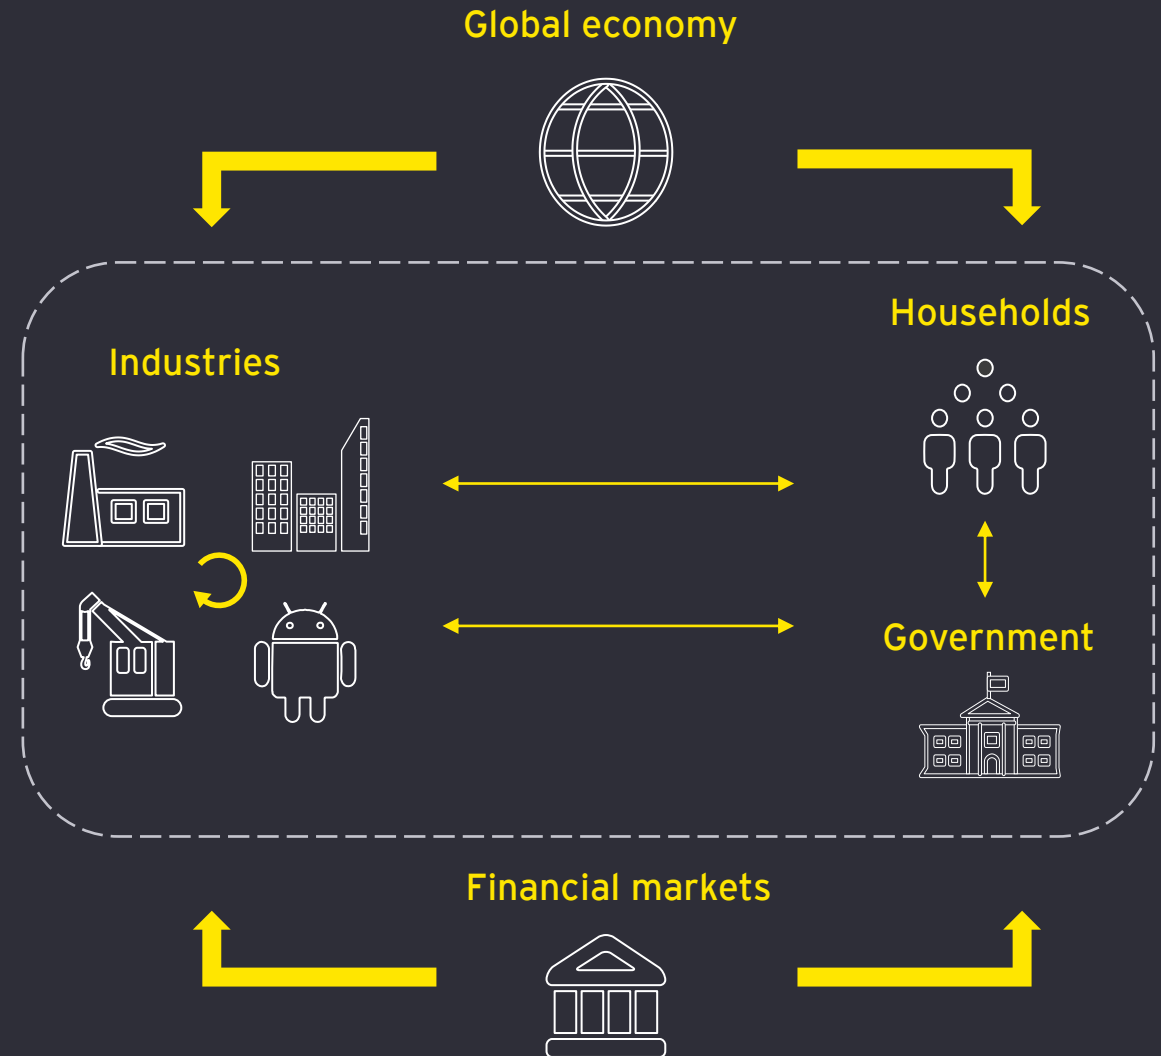 Global economy
Households
Industries
Government
Financial markets